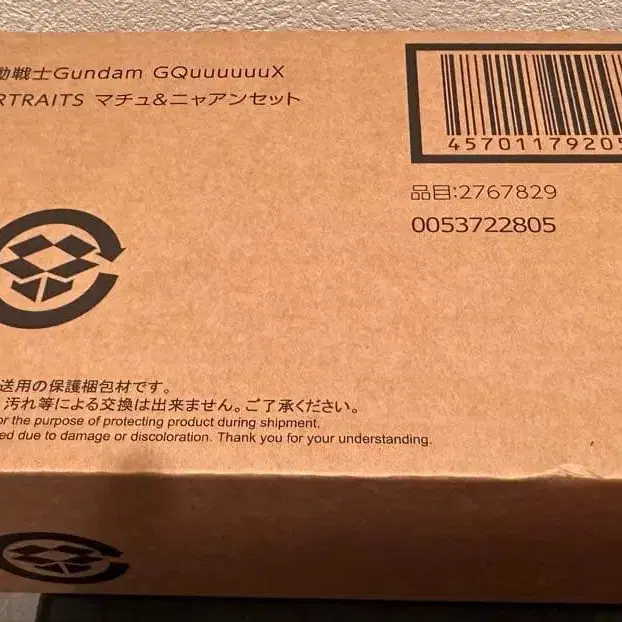 動戦士Gundam GQuuuuuuX
RTRAITS マチュ&ニャアンセット
45701179205
品目:2767829
0053722805
送用の保護梱包材です。
汚れ等による交換は出来ません。ご了承ください。
or the purpose of protecting product during shipment,
ed due to damage or discoloration. Thank you for your understanding.